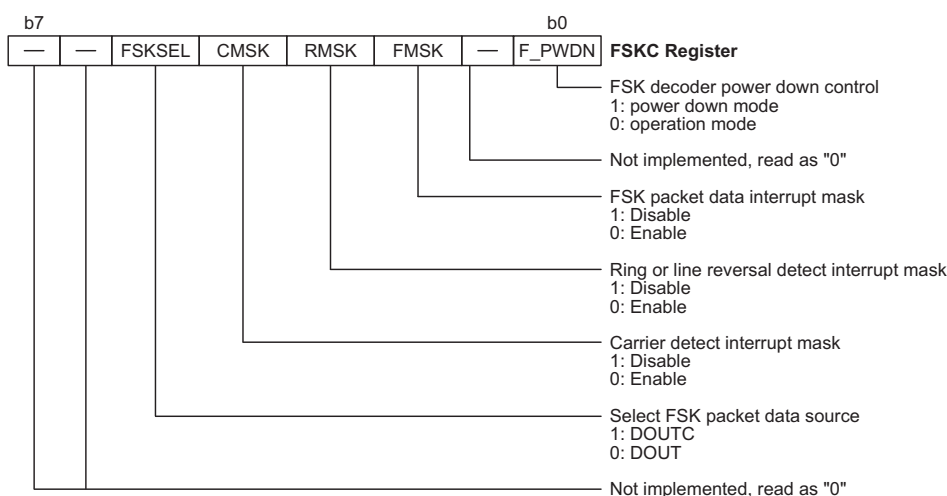 b7 b0
— — FSKSEL CMSK RMSK FMSK — F_PWDN FSKC Register
FSK decoder power down control
1: power down mode
0: operation mode
Not implemented, read as "0"
FSK packet data interrupt mask
1: Disable
0: Enable
Ring or line reversal detect interrupt mask
1: Disable
0: Enable
Carrier detect interrupt mask
1: Disable
0: Enable
Select FSK packet data source
1: DOUTC
0: DOUT
Not implemented, read as "0"